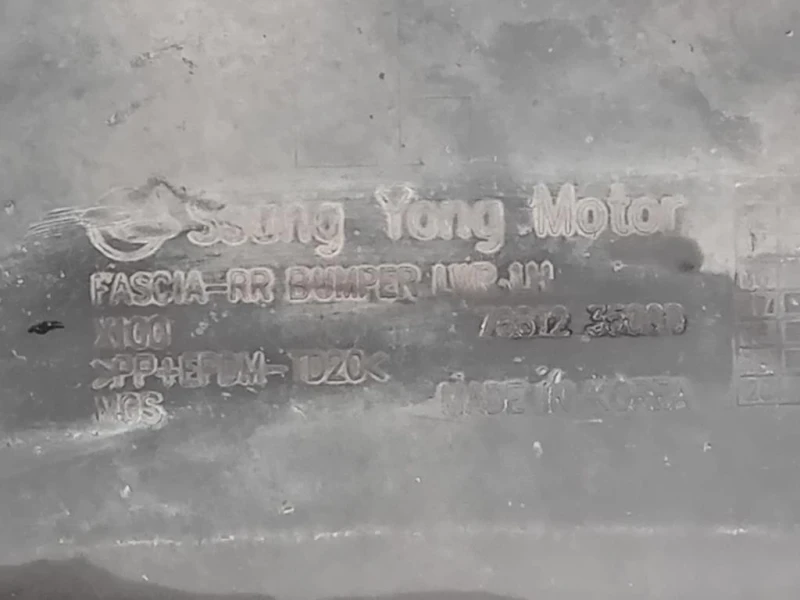 Ssang Yong Motor
FASCIA-RR BUMPER LWR,LH
X100
>PP+EPDM-TD20<
MADE IN KOREA